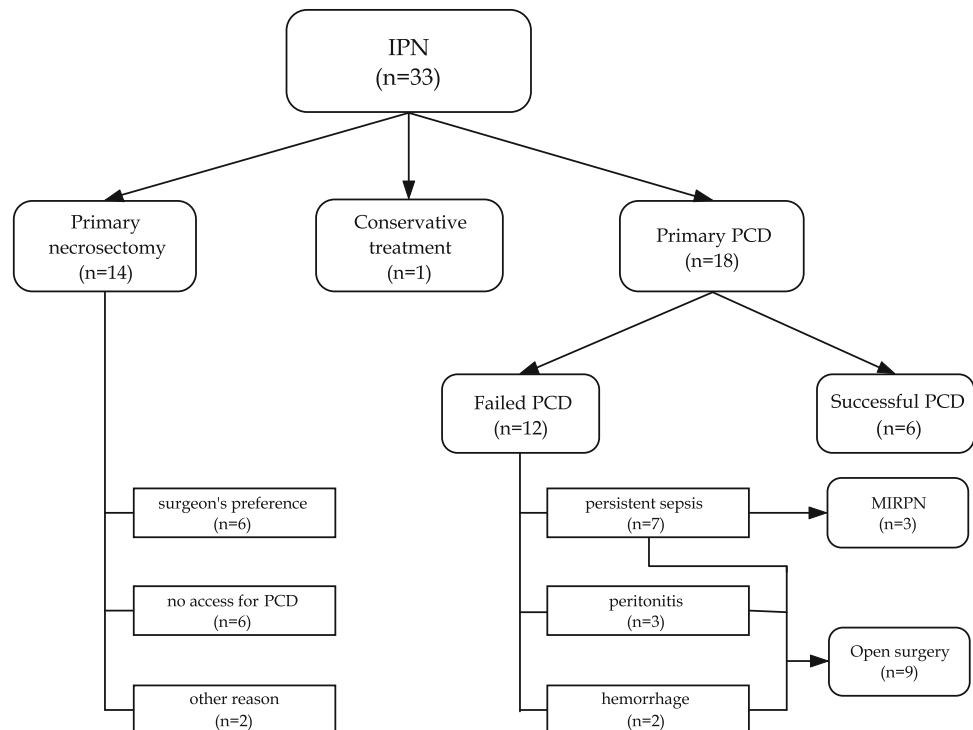 IPN
(n=33)
Primary
necrosectomy
(n=14)
Conservative
treatment
(n=1)
Primary PCD
(n=18)
Failed PCD
(n=12)
Successful PCD
(n=6)
surgeon's preference
(n=6)
no access for PCD
(n=6)
other reason
(n=2)
persistent sepsis
(n=7)
peritonitis
(n=3)
hemorrhage
(n=2)
MIRPN
(n=3)
Open surgery
(n=9)